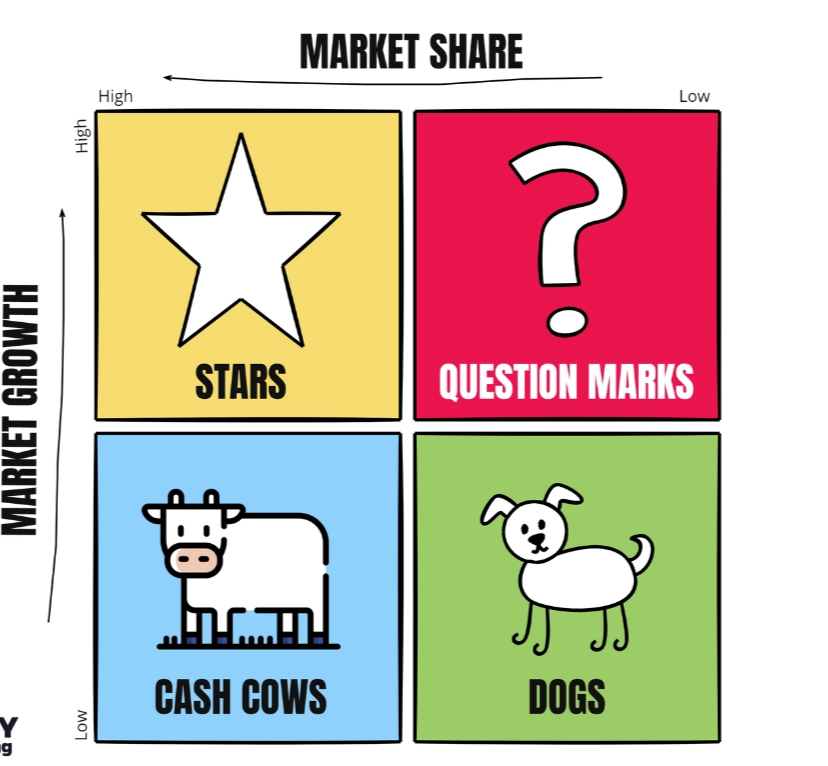 MARKET SHARE
High
Low
High
MARKET GROWTH
STARS
QUESTION MARKS
CASH COWS
DOGS
Low